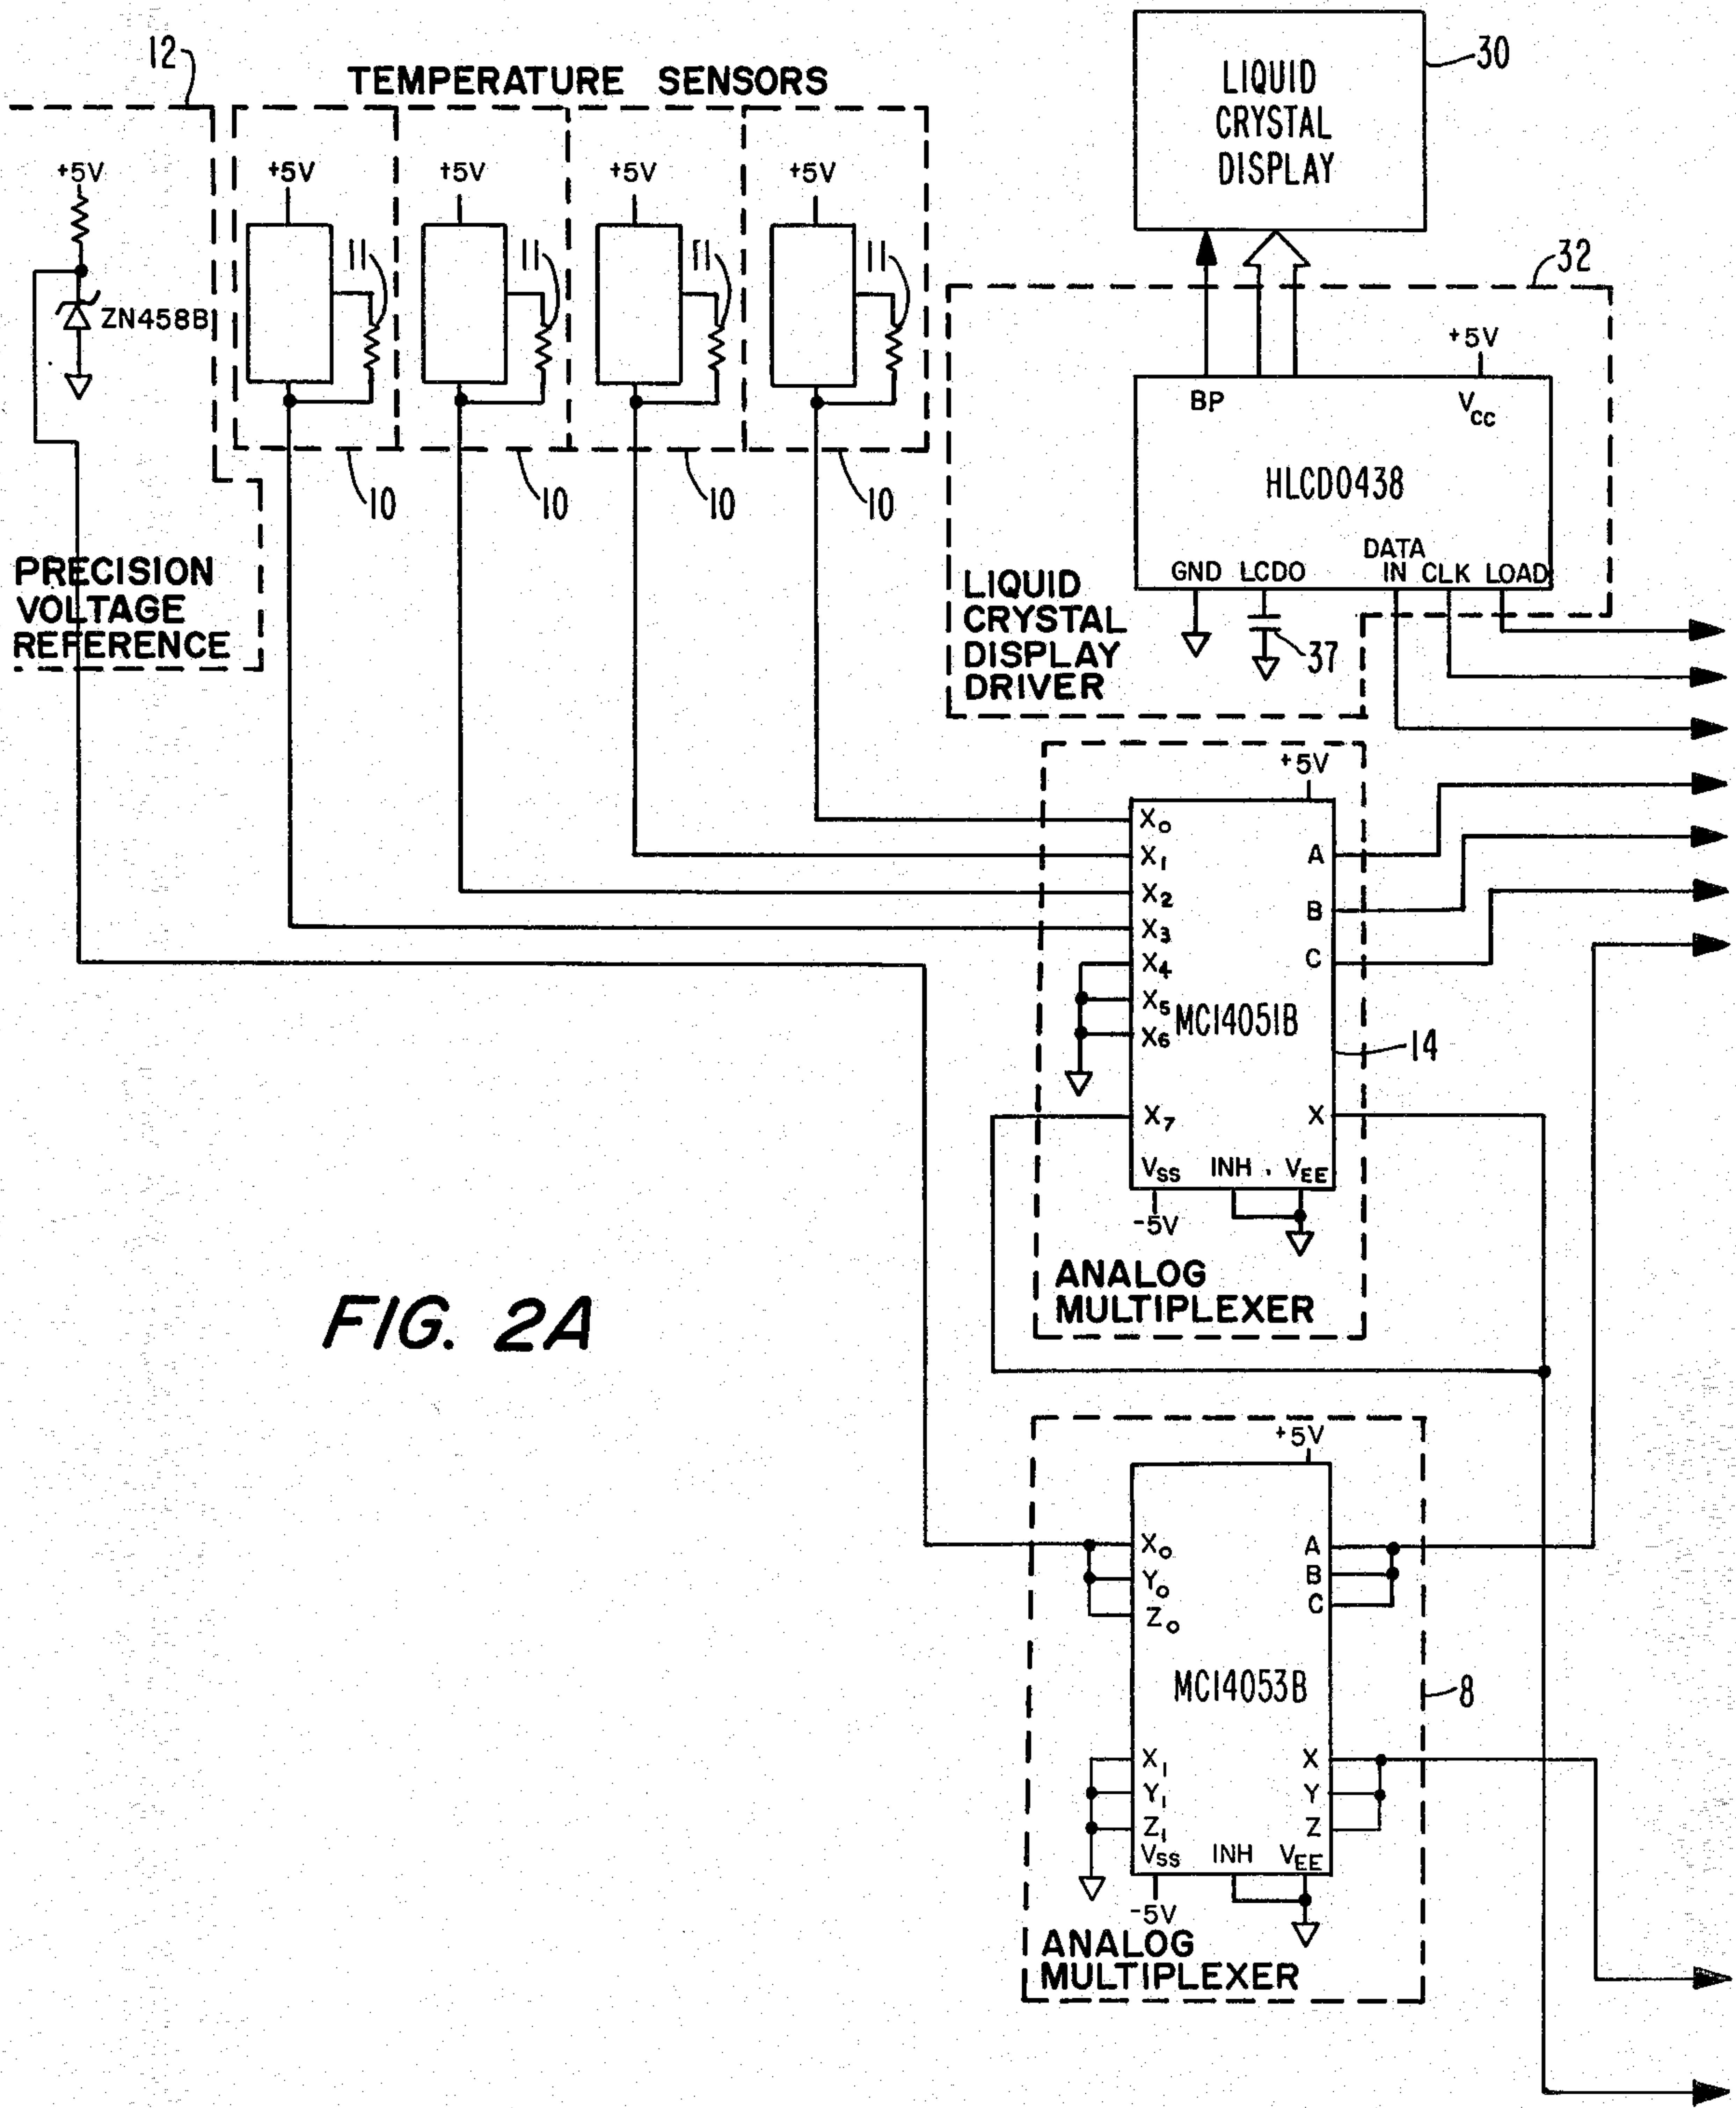 12
TEMPERATURE SENSORS
+5V
+5V
+5V
+5V
+5V
11
11
11
11
ZN458B
10
10
10
10
PRECISION
VOLTAGE
REFERENCE
LIQUID
CRYSTAL
DISPLAY
30
32
+5V
BP
VCC
HLCD0438
DATA
GND LCDO IN CLK LOAD
37
LIQUID
CRYSTAL
DISPLAY
DRIVER
+5V
X0
X1
A
X2
B
X3
C
X4
X5
MC14051B
X6
14
X7
X
VSS INH VEE
-5V
ANALOG
MULTIPLEXER
FIG. 2A
+5V
X0
A
Y0
B
Z0
C
MC14053B
8
X1
X
Y1
Y
Z1
Z
VSS INH VEE
-5V
ANALOG
MULTIPLEXER